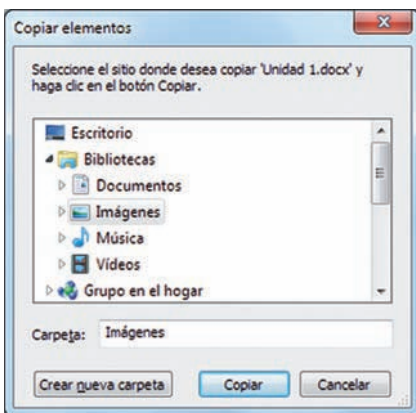 Copiar elementos
Seleccione el sitio donde desea copiar 'Unidad 1.docx' y
haga clic en el botón Copiar.
Escritorio
Bibliotecas
Documentos
Imágenes
Música
Vídeos
Grupo en el hogar
Carpeta: Imágenes
Crear nueva carpeta Copiar Cancelar